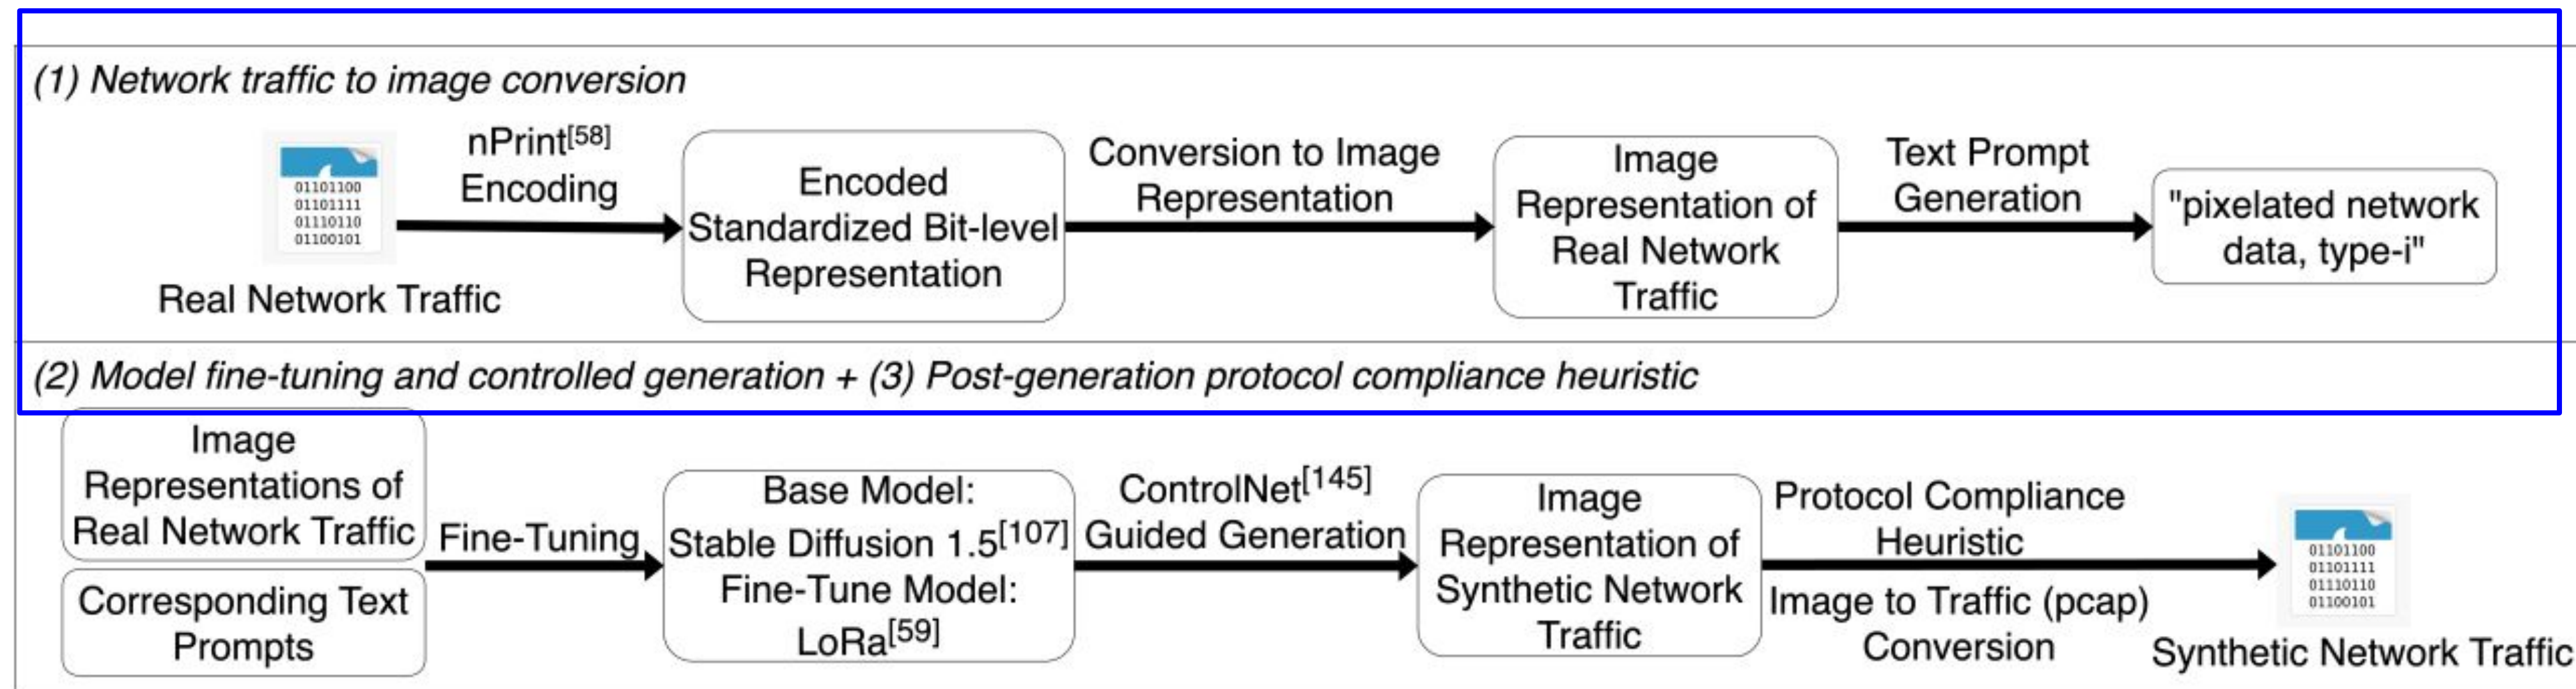 (1) Network traffic to image conversion
01101100
01101111
01110110
01100101
Real Network Traffic
nPrint[58]
Encoding
Encoded
Standardized Bit-level
Representation
Conversion to Image
Representation
Image
Representation of
Real Network
Traffic
Text Prompt
Generation
"pixelated network
data, type-i"
(2) Model fine-tuning and controlled generation + (3) Post-generation protocol compliance heuristic
Image
Representations of
Real Network Traffic
Corresponding Text
Prompts
Fine-Tuning
Base Model:
Stable Diffusion 1.5[107]
Fine-Tune Model:
LoRa[59]
ControlNet[145]
Guided Generation
Image
Representation of
Synthetic Network
Traffic
Protocol Compliance
Heuristic
Image to Traffic (pcap)
Conversion
01101100
01101111
01110110
01100101
Synthetic Network Traffic